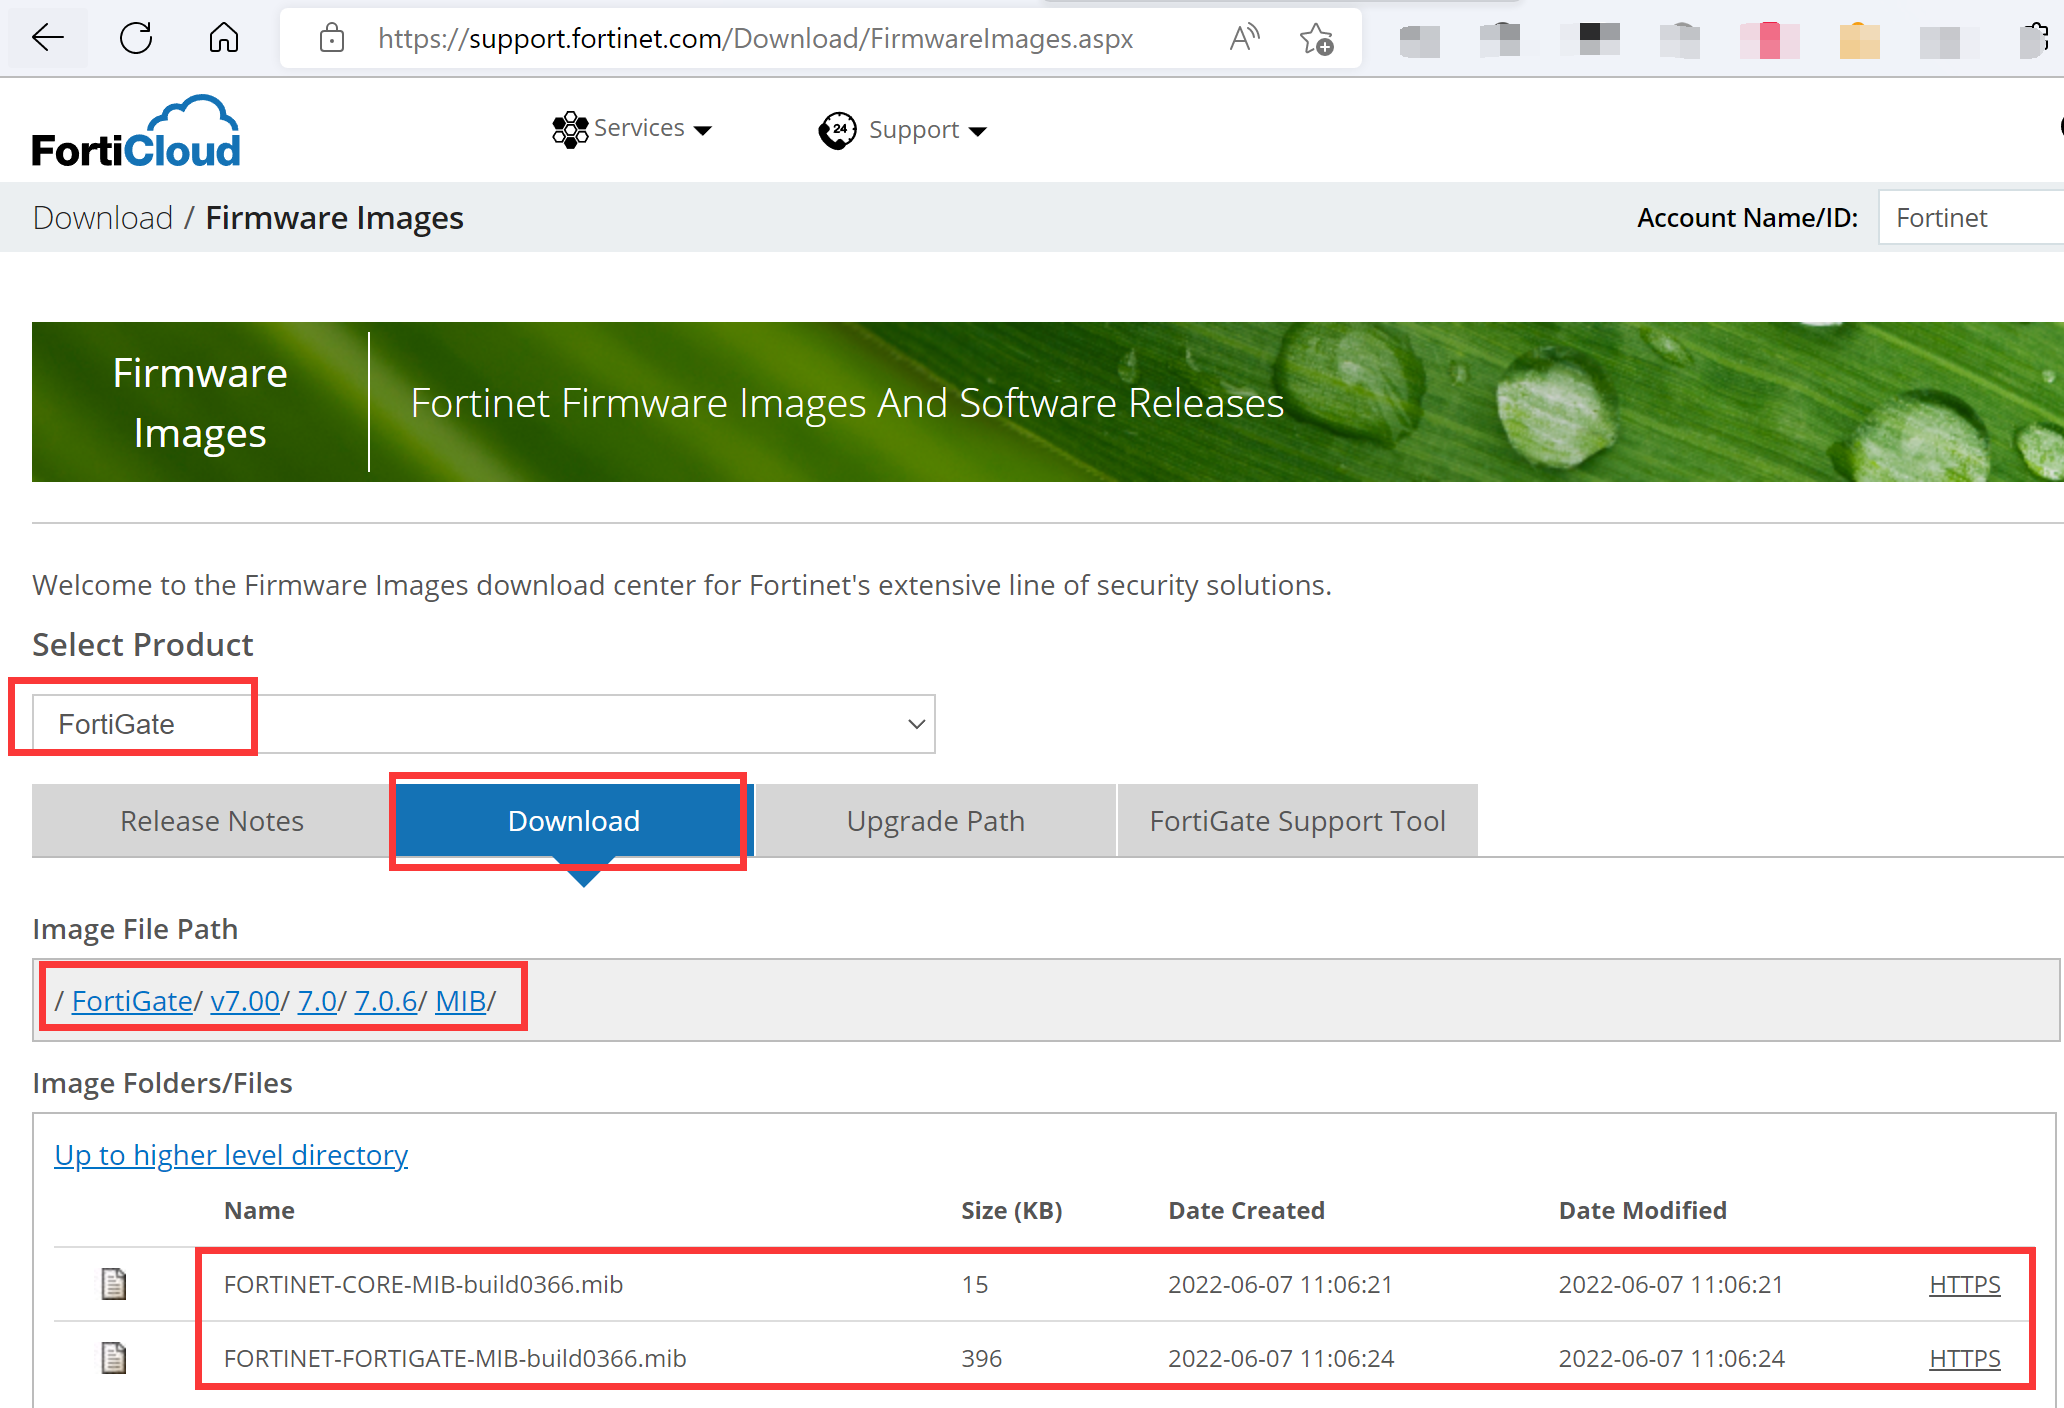 https://support.fortinet.com/Download/FirmwareImages.aspx
FortiCloud
Services
24
Support
Download / Firmware Images
Account Name/ID:
Fortinet
Firmware
Images
Fortinet Firmware Images And Software Releases
Welcome to the Firmware Images download center for Fortinet's extensive line of security solutions.
Select Product
FortiGate
Release Notes
Download
Upgrade Path
FortiGate Support Tool
Image File Path
/ FortiGate/ v7.00/ 7.0/ 7.0.6/ MIB/
Image Folders/Files
Up to higher level directory
Name Size (KB) Date Created Date Modified
FORTINET-CORE-MIB-build0366.mib 15 2022-06-07 11:06:21 2022-06-07 11:06:21 HTTPS
FORTINET-FORTIGATE-MIB-build0366.mib 396 2022-06-07 11:06:24 2022-06-07 11:06:24 HTTPS